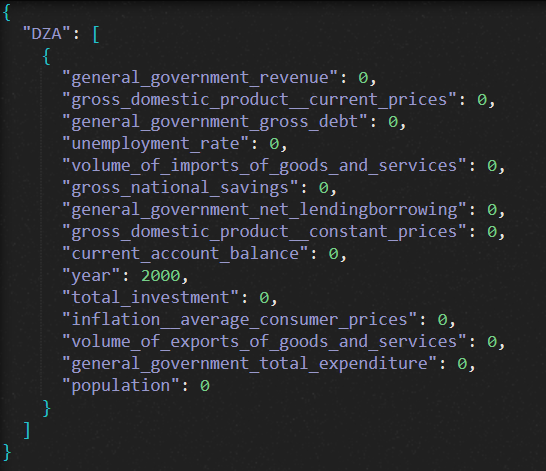 {
"DZA": [
{
"general_government_revenue": 0,
"gross_domestic_product__current_prices": 0,
"general_government_gross_debt": 0,
"unemployment_rate": 0,
"volume_of_imports_of_goods_and_services": 0,
"gross_national_savings": 0,
"general_government_net_lendingborrowing": 0,
"gross_domestic_product__constant_prices": 0,
"current_account_balance": 0,
"year": 2000,
"total_investment": 0,
"inflation__average_consumer_prices": 0,
"volume_of_exports_of_goods_and_services": 0,
"general_government_total_expenditure": 0,
"population": 0
}
]
}